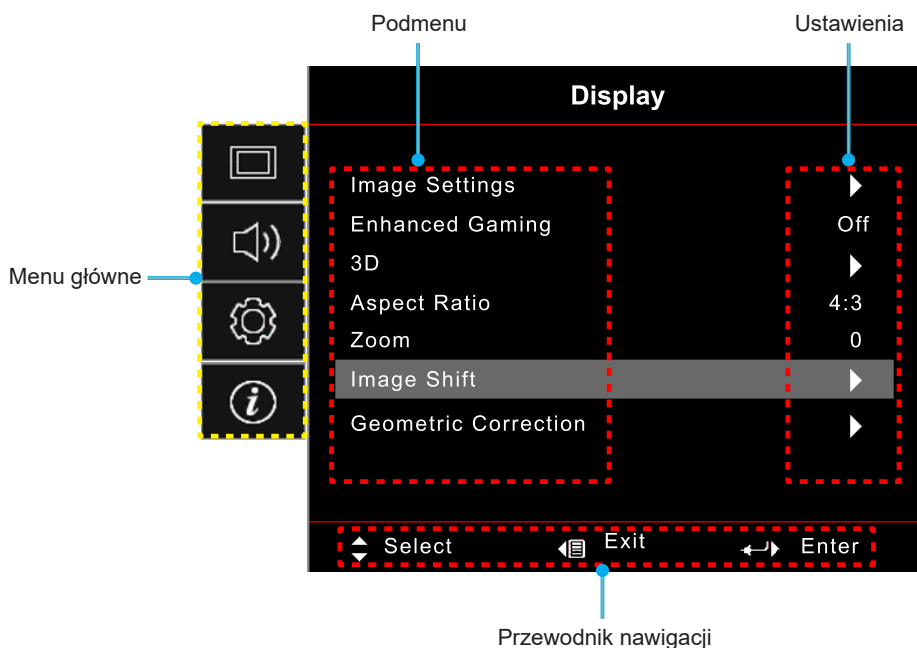 Podmenu
Ustawienia
Display
Image Settings
Enhanced Gaming Off
3D
Menu główne
Aspect Ratio 4:3
Zoom 0
Image Shift
Geometric Correction
Select Exit Enter
Przewodnik nawigacji